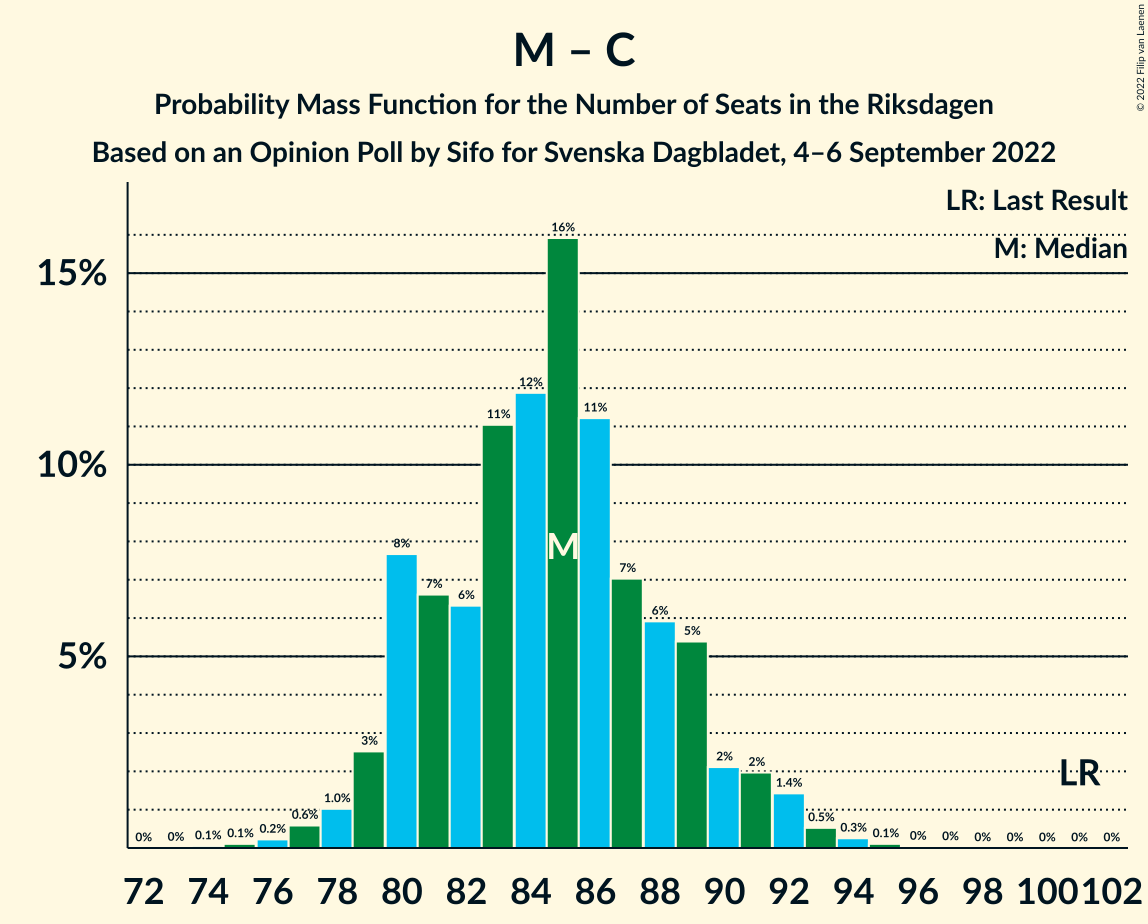 M – C
Probability Mass Function for the Number of Seats in the Riksdagen
Based on an Opinion Poll by Sifo for Svenska Dagbladet, 4–6 September 2022
© 2022 Filip van Laenen
LR: Last Result
M: Median
15%
10%
5%
0% 0% 0.1% 0.1% 0.2% 0.6% 1.0% 3% 8% 7% 6% 11% 12% 16% 11% 7% 6% 5% 2% 2% 1.4% 0.5% 0.3% 0.1% 0% 0% 0% 0% 0% 0% 0%
M
LR
72 74 76 78 80 82 84 86 88 90 92 94 96 98 100 102